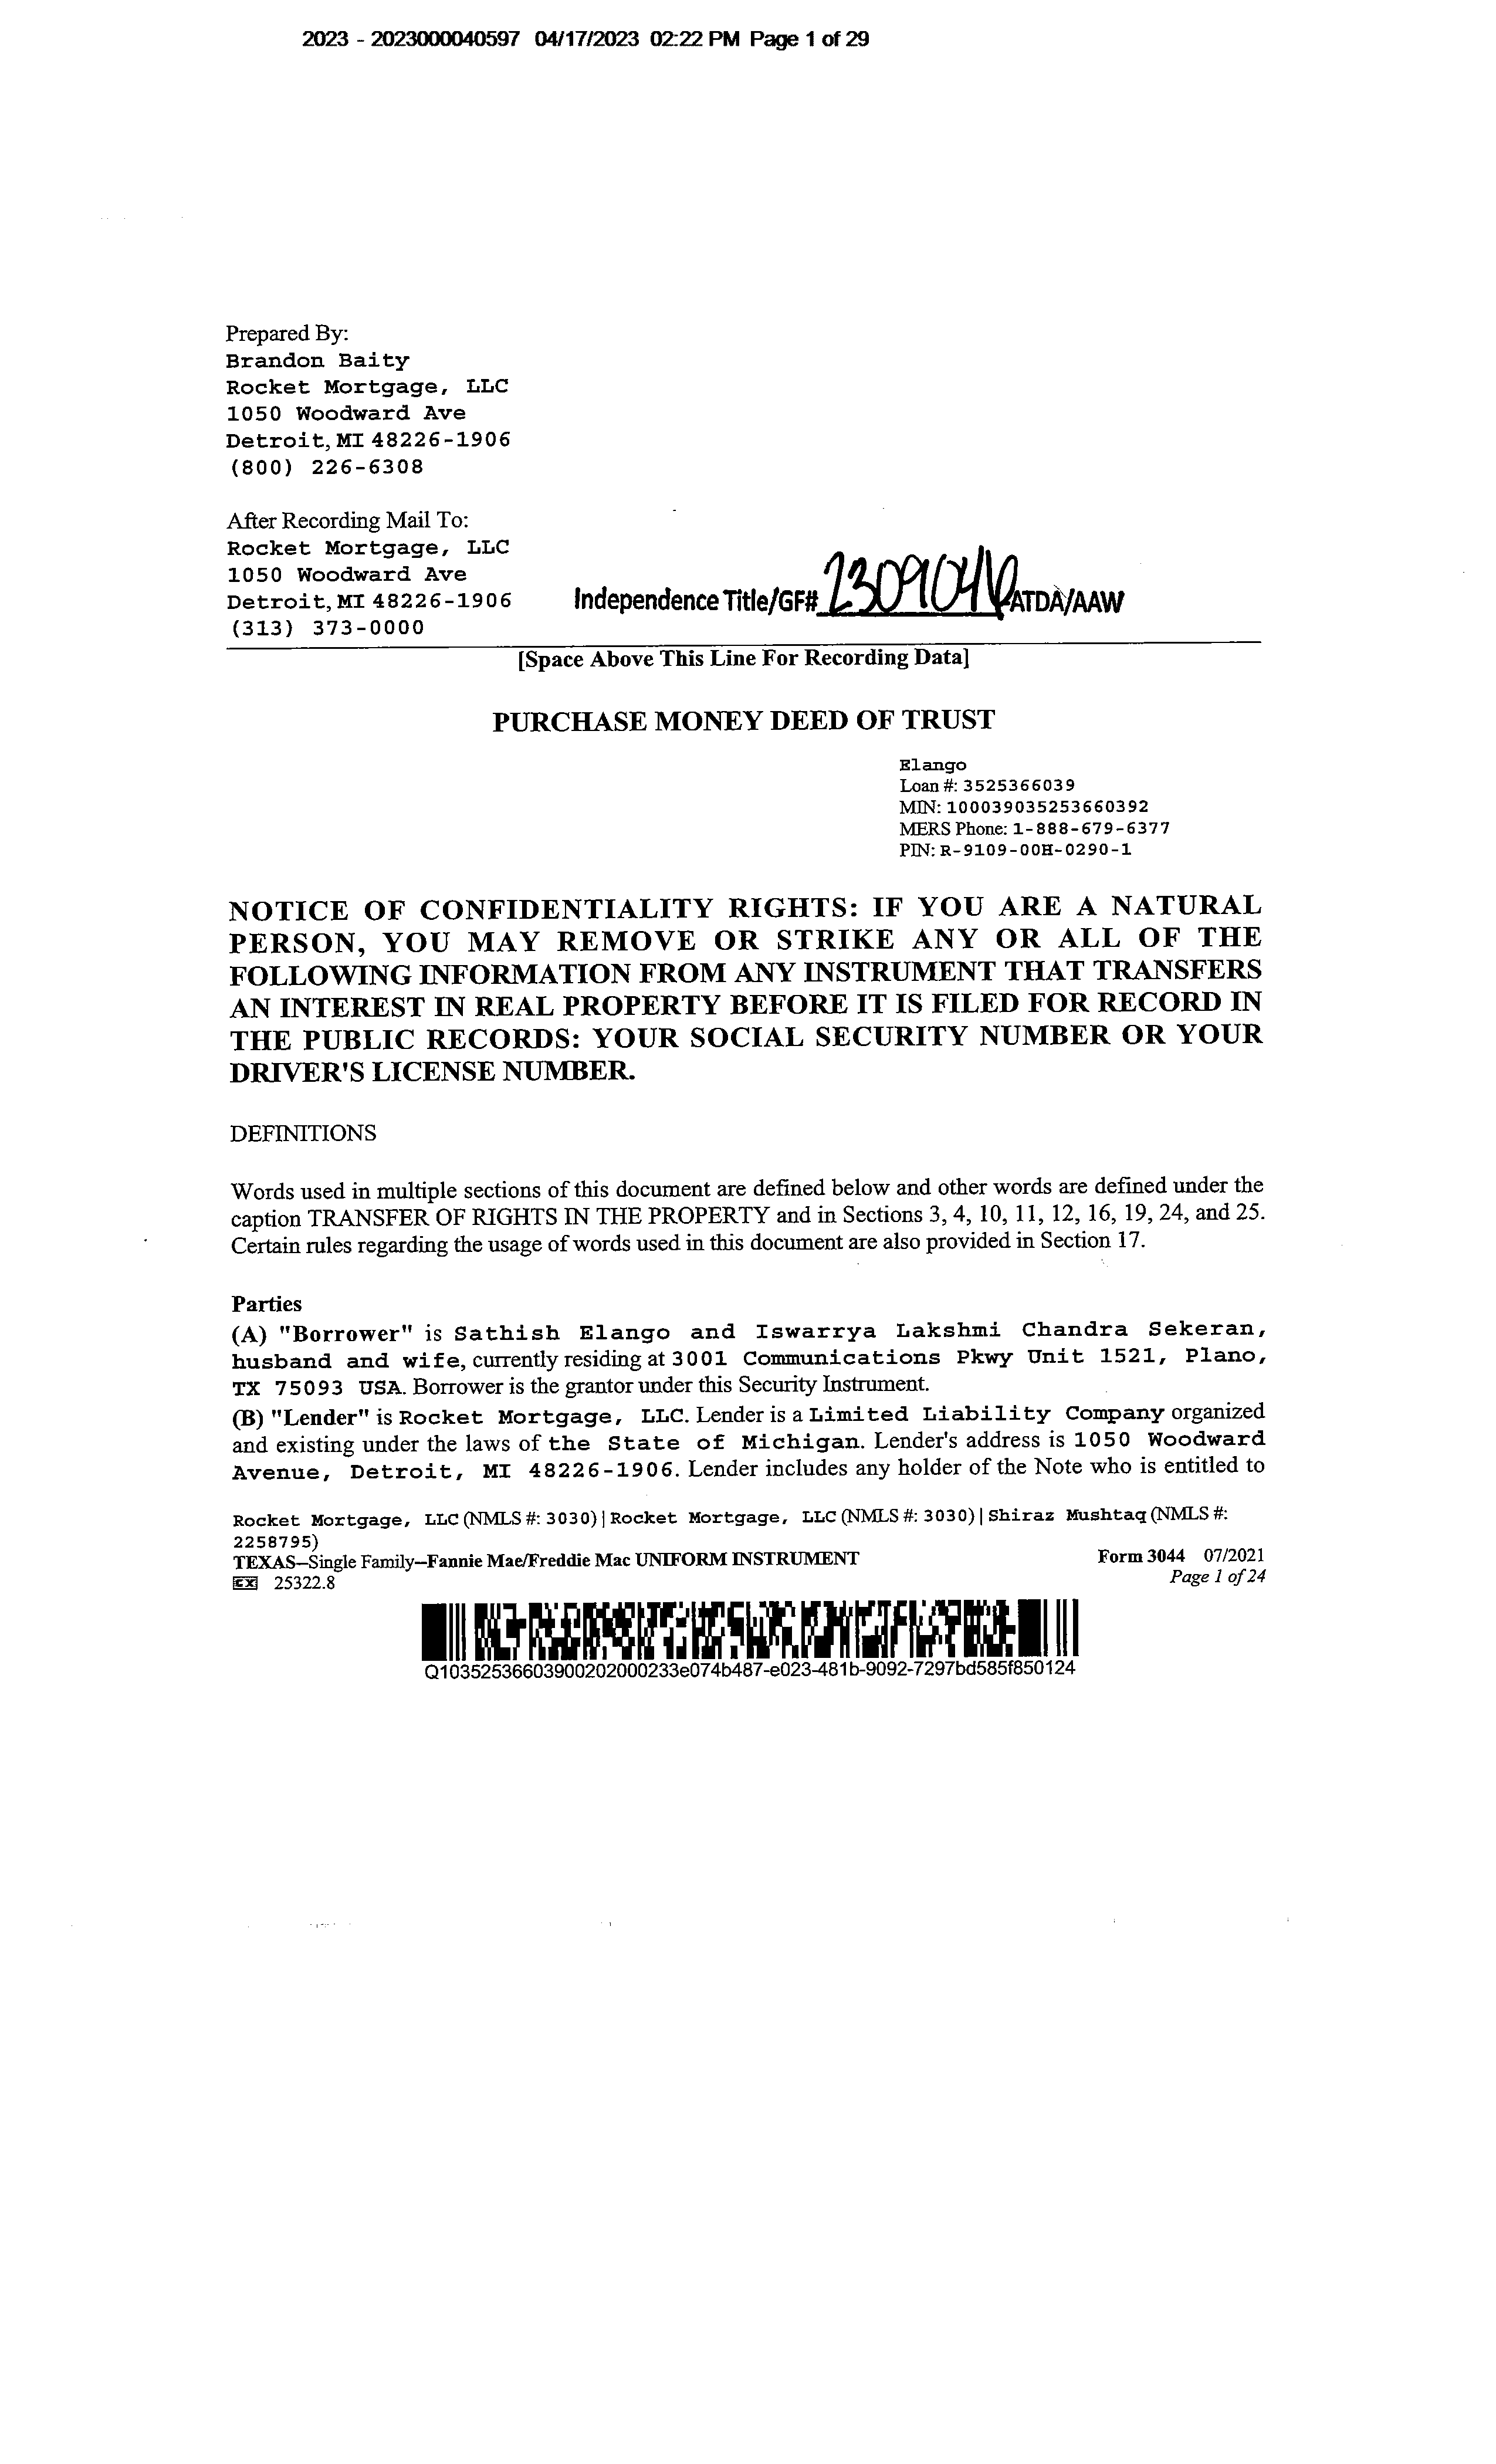 2023 - 2023000040597 04/17/2023 02:22 PM Page 1 of 29
Prepared By:
Brandon Baity
Rocket Mortgage, LLC
1050 Woodward Ave
Detroit, MI 48226-1906
(800) 226-6308
After Recording Mail To:
Rocket Mortgage, LLC
1050 Woodward Ave
Detroit, MI 48226-1906
(313) 373-0000
Independence Title/GF# 2309046 ATDA/AAW
[Space Above This Line For Recording Data]
PURCHASE MONEY DEED OF TRUST
Elango
Loan #: 3525366039
MIN: 100039035253660392
MERS Phone: 1-888-679-6377
PIN: R-9109-00H-0290-1
NOTICE OF CONFIDENTIALITY RIGHTS: IF YOU ARE A NATURAL
PERSON, YOU MAY REMOVE OR STRIKE ANY OR ALL OF THE
FOLLOWING INFORMATION FROM ANY INSTRUMENT THAT TRANSFERS
AN INTEREST IN REAL PROPERTY BEFORE IT IS FILED FOR RECORD IN
THE PUBLIC RECORDS: YOUR SOCIAL SECURITY NUMBER OR YOUR
DRIVER'S LICENSE NUMBER.
DEFINITIONS
Words used in multiple sections of this document are defined below and other words are defined under the
caption TRANSFER OF RIGHTS IN THE PROPERTY and in Sections 3, 4, 10, 11, 12, 16, 19, 24, and 25.
Certain rules regarding the usage of words used in this document are also provided in Section 17.
Parties
(A) "Borrower" is Sathish Elango and Iswarrya Lakshmi Chandra Sekeran,
husband and wife, currently residing at 3001 Communications Pkwy Unit 1521, Plano,
TX 75093 USA. Borrower is the grantor under this Security Instrument.
(B) "Lender" is Rocket Mortgage, LLC. Lender is a Limited Liability Company organized
and existing under the laws of the State of Michigan. Lender's address is 1050 Woodward
Avenue, Detroit, MI 48226-1906. Lender includes any holder of the Note who is entitled to
Rocket Mortgage, LLC (NMLS #: 3030) | Rocket Mortgage, LLC (NMLS #: 3030) | Shiraz Mushtaq (NMLS #:
2258795)
TEXAS–Single Family–Fannie Mae/Freddie Mac UNIFORM INSTRUMENT
Form 3044 07/2021
EX 25322.8
Page 1 of 24
Q10352536603900202000233e074b487-e023-481b-9092-7297bd585f850124